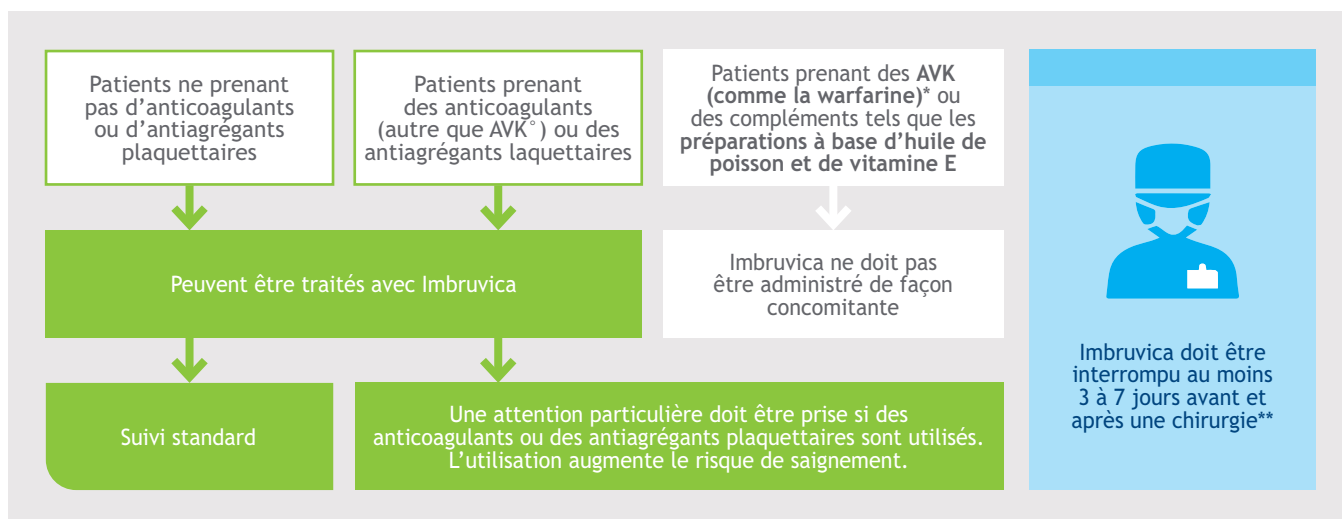 Patients ne prenant
pas d’anticoagulants
ou d’antiagrégants
plaquettaires
Patients prenant
des anticoagulants
(autre que AVK°) ou des
antiagrégants laquettaires
Patients prenant des AVK
(comme la warfarine)* ou
des compléments tels que les
préparations à base d’huile de
poisson et de vitamine E
Peuvent être traités avec Imbruvica
Imbruvica ne doit pas
être administré de façon
concomitante
Suivi standard
Une attention particulière doit être prise si des
anticoagulants ou des antiagrégants plaquettaires sont utilisés.
L’utilisation augmente le risque de saignement.
Imbruvica doit être
interrompu au moins
3 à 7 jours avant et
après une chirurgie**